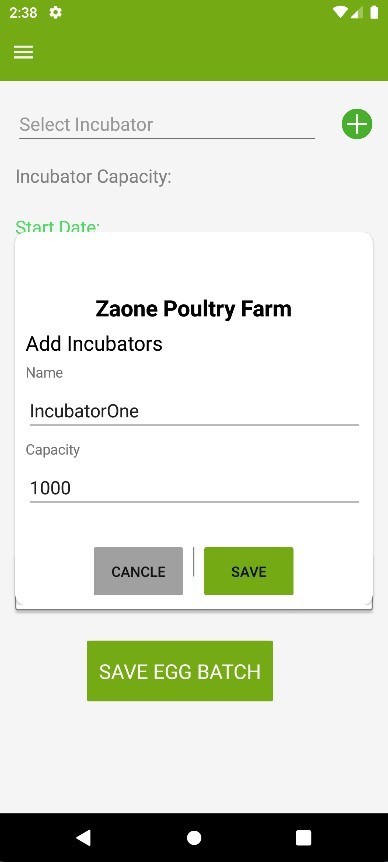 2:38
Select Incubator
Incubator Capacity:
Start Date:
Zaone Poultry Farm
Add Incubators
Name
IncubatorOne
Capacity
1000
CANCLE
SAVE
SAVE EGG BATCH